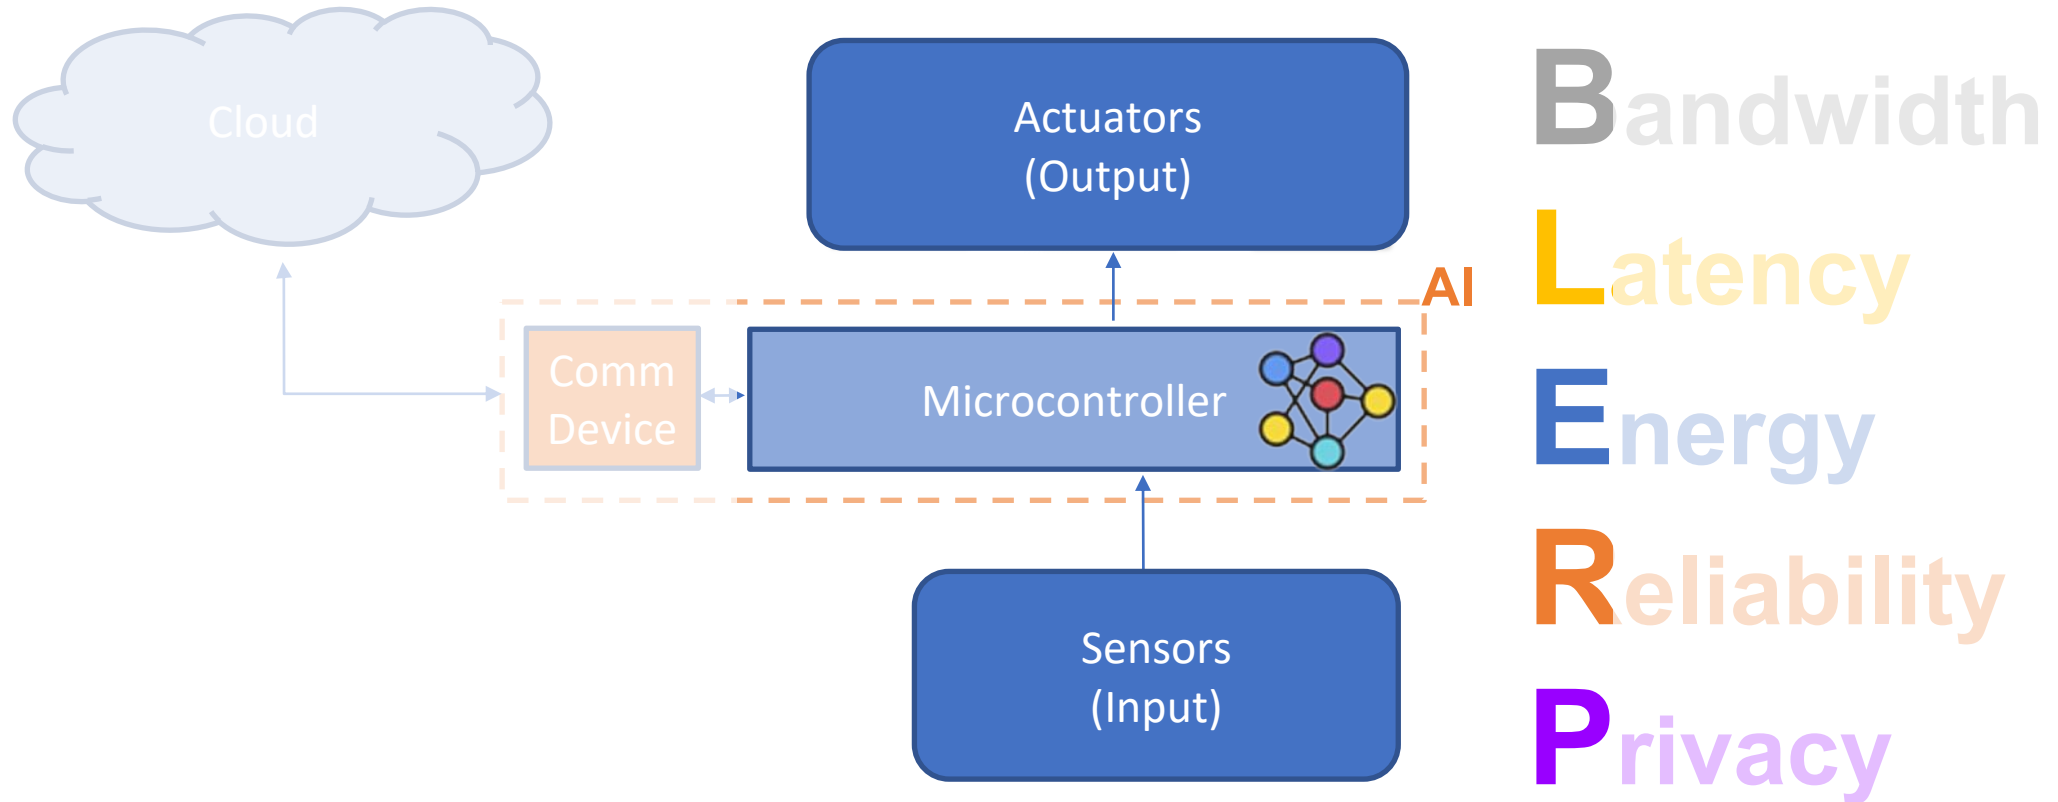 Cloud
Actuators
(Output)
AI
Comm
Device
Microcontroller
Sensors
(Input)
Bandwidth
Latency
Energy
Reliability
Privacy